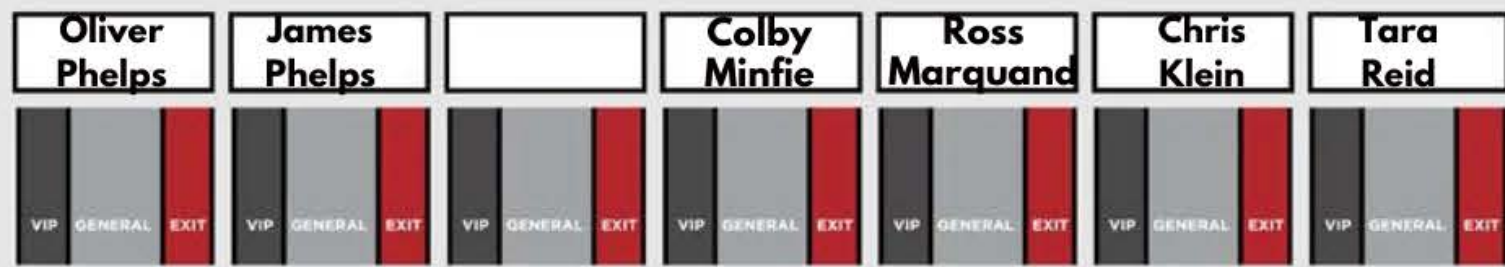 Oliver
Phelps
James
Phelps
Colby
Minfie
Ross
Marquand
Chris
Klein
Tara
Reid
VIP GENERAL EXIT
VIP GENERAL EXIT
VIP GENERAL EXIT
VIP GENERAL EXIT
VIP GENERAL EXIT
VIP GENERAL EXIT
VIP GENERAL EXIT